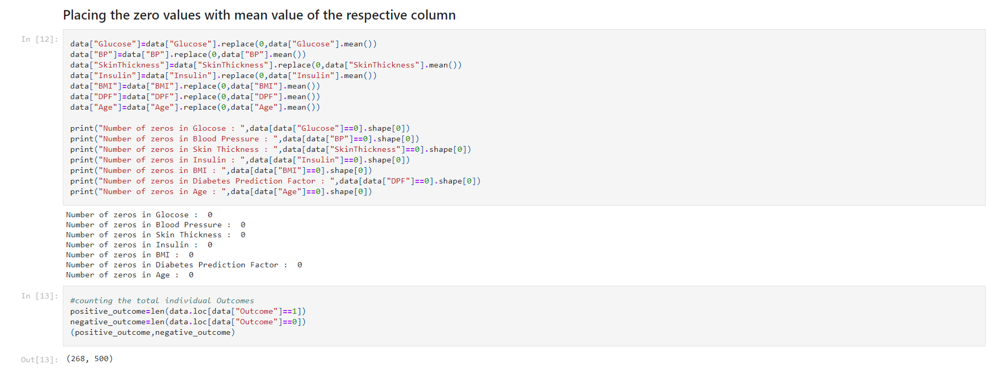 Placing the zero values with mean value of the respective column
In [12]:
data["Glucose"]=data["Glucose"].replace(0,data["Glucose"].mean())
data["BP"]=data["BP"].replace(0,data["BP"].mean())
data["SkinThickness"]=data["SkinThickness"].replace(0,data["SkinThickness"].mean())
data["Insulin"]=data["Insulin"].replace(0,data["Insulin"].mean())
data["BMI"]=data["BMI"].replace(0,data["BMI"].mean())
data["DPF"]=data["DPF"].replace(0,data["DPF"].mean())
data["Age"]=data["Age"].replace(0,data["Age"].mean())
print("Number of zeros in Glocose : ",data[data["Glucose"]==0].shape[0])
print("Number of zeros in Blood Pressure : ",data[data["BP"]==0].shape[0])
print("Number of zeros in Skin Thickness : ",data[data["SkinThickness"]==0].shape[0])
print("Number of zeros in Insulin : ",data[data["Insulin"]==0].shape[0])
print("Number of zeros in BMI : ",data[data["BMI"]==0].shape[0])
print("Number of zeros in Diabetes Prediction Factor : ",data[data["DPF"]==0].shape[0])
print("Number of zeros in Age : ",data[data["Age"]==0].shape[0])
Number of zeros in Glocose :  0
Number of zeros in Blood Pressure :  0
Number of zeros in Skin Thickness :  0
Number of zeros in Insulin :  0
Number of zeros in BMI :  0
Number of zeros in Diabetes Prediction Factor :  0
Number of zeros in Age :  0
In [13]:
#counting the total individual Outcomes
positive_outcome=len(data.loc[data["Outcome"]==1])
negative_outcome=len(data.loc[data["Outcome"]==0])
(positive_outcome,negative_outcome)
Out[13]: (268, 500)